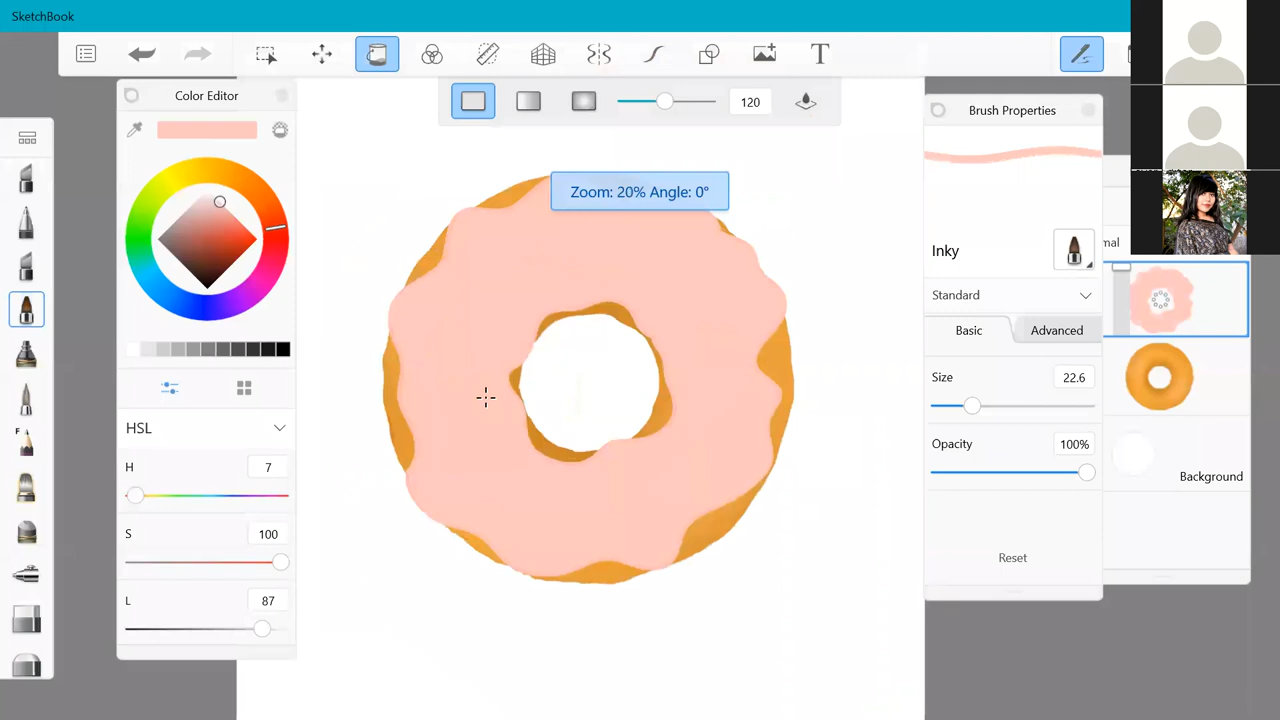 SketchBook
T
Color Editor
120
Brush Properties
Zoom: 20% Angle: 0°
Inky
mal
Standard
Basic
Advanced
Size
22.6
HSL
Opacity
100%
H
7
Background
F
S
100
Reset
L
87